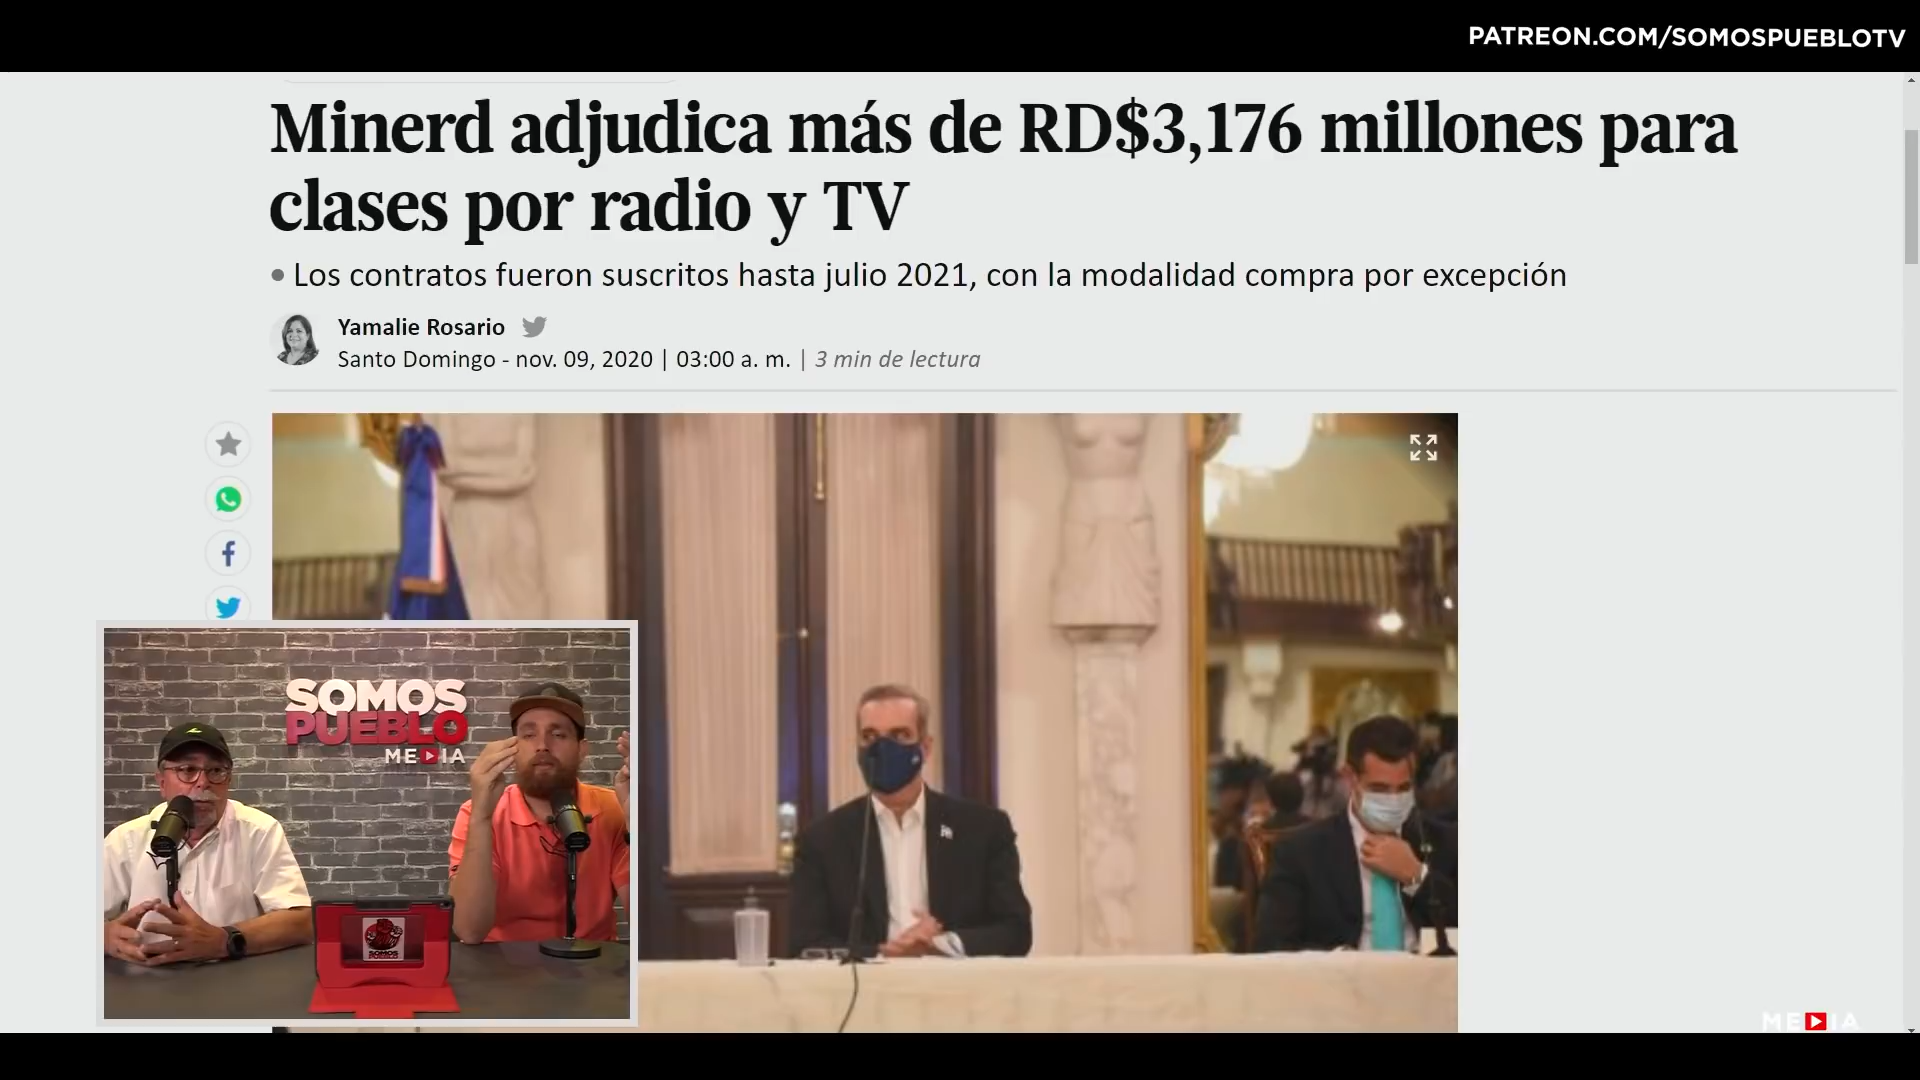 PATREON.COM/SOMOSPUEBLOTV
Minerd adjudica más de RD$3,176 millones para
clases por radio y TV
Los contratos fueron suscritos hasta julio 2021, con la modalidad compra por excepción
Yamalie Rosario
Santo Domingo - nov. 09, 2020 | 03:00 a. m. | 3 min de lectura
SOMOS
PUEBLO
MEDIA
SOMOS
PUEBLO
MEDIA